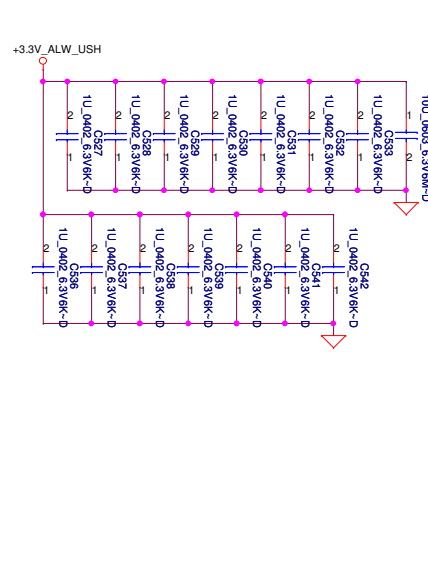 +3.3V_ALW_USH
2
1
1U_0402_6.3V6K~D
C527
2
1
1U_0402_6.3V6K~D
C528
2
1
1U_0402_6.3V6K~D
C529
2
1
1U_0402_6.3V6K~D
C530
2
1
1U_0402_6.3V6K~D
C531
2
1
1U_0402_6.3V6K~D
C532
2
1
1U_0402_6.3V6K~D
C533
1
2
2
1
1U_0402_6.3V6K~D
C536
2
1
1U_0402_6.3V6K~D
C537
2
1
1U_0402_6.3V6K~D
C538
2
1
1U_0402_6.3V6K~D
C539
2
1
1U_0402_6.3V6K~D
C540
2
1
1U_0402_6.3V6K~D
C541
2
1
1U_0402_6.3V6K~D
C542